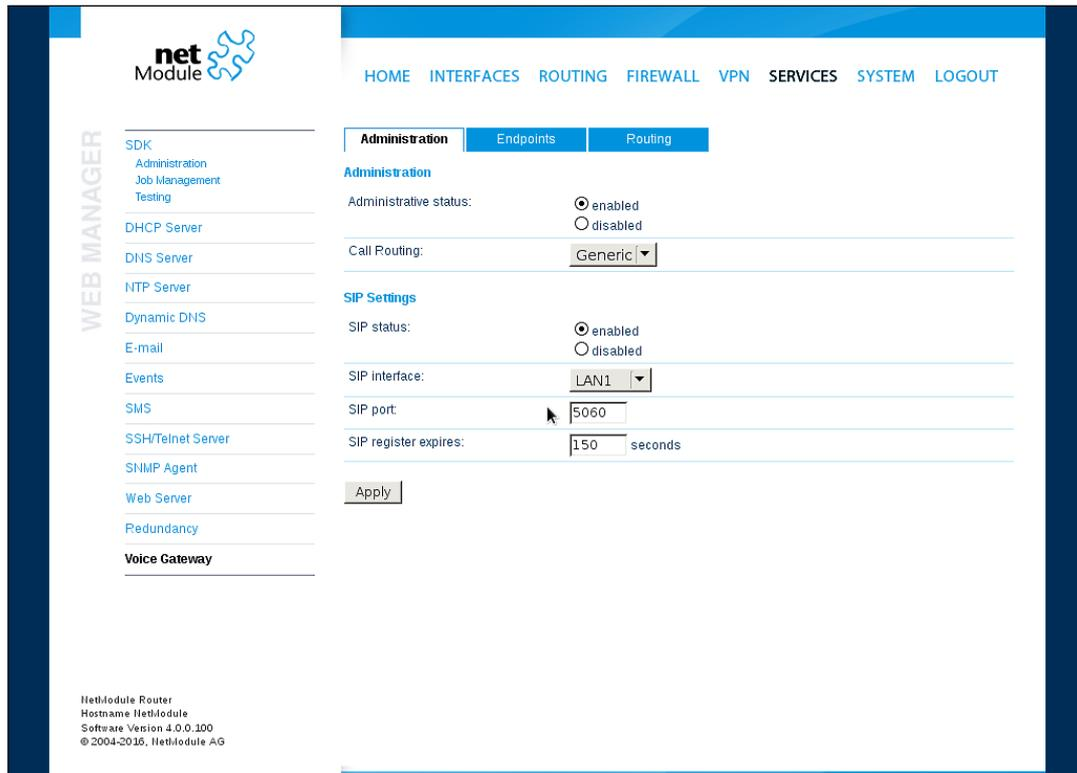 net
Module
HOME INTERFACES ROUTING FIREWALL VPN SERVICES SYSTEM LOGOUT
WEB MANAGER
SDK
Administration
Job Management
Testing
DHCP Server
DNS Server
NTP Server
Dynamic DNS
E-mail
Events
SMS
SSH/Telnet Server
SNMP Agent
Web Server
Redundancy
Voice Gateway
Administration Endpoints Routing
Administration
Administrative status: enabled
disabled
Call Routing: Generic
SIP Settings
SIP status: enabled
disabled
SIP interface: LAN1
SIP port: 5060
SIP register expires: 150 seconds
Apply
NetModule Router
Hostname NetModule
Software Version 4.0.0.100
© 2004-2016, NetModule AG